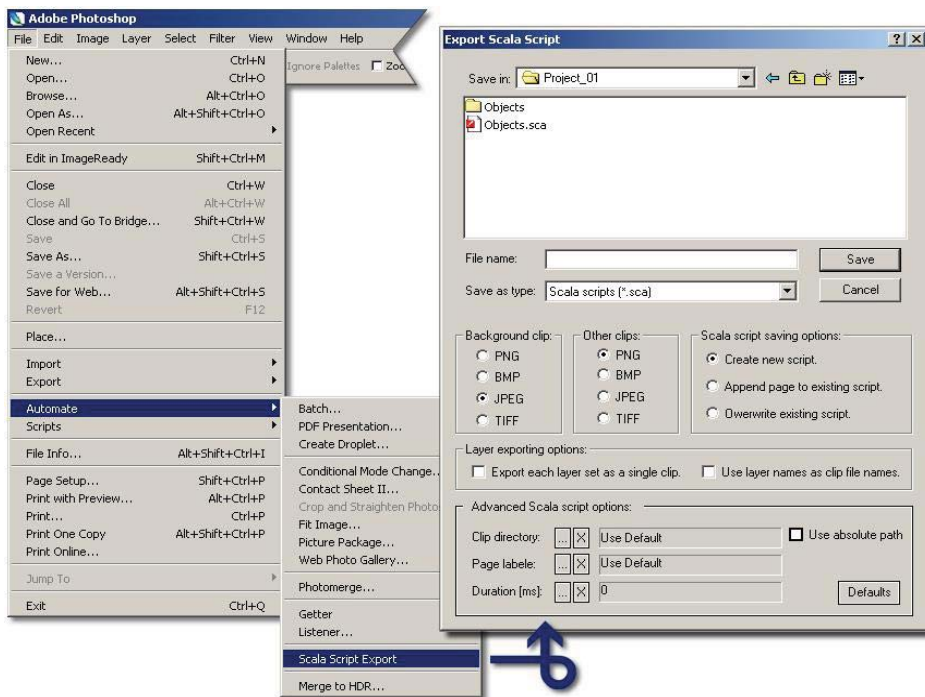 Adobe Photoshop
File Edit Image Layer Select Filter View Window Help
Ignore Palettes Zoo
New... Ctrl+N
Open... Ctrl+O
Browse... Alt+Ctrl+O
Open As... Alt+Shift+Ctrl+O
Open Recent
Edit in ImageReady Shift+Ctrl+M
Close Ctrl+W
Close All Alt+Ctrl+W
Close and Go To Bridge... Shift+Ctrl+W
Save Ctrl+S
Save As... Shift+Ctrl+S
Save a Version...
Save for Web... Alt+Shift+Ctrl+S
Revert F12
Place...
Import
Export
Automate
Scripts
File Info... Alt+Shift+Ctrl+I
Page Setup... Shift+Ctrl+P
Print with Preview... Alt+Ctrl+P
Print... Ctrl+P
Print One Copy Alt+Shift+Ctrl+P
Print Online...
Jump To
Exit Ctrl+Q
Batch...
PDF Presentation...
Create Droplet...
Conditional Mode Change..
Contact Sheet II...
Crop and Straighten Photo
Fit Image...
Picture Package...
Web Photo Gallery...
Photomerge...
Getter
Listener...
Scala Script Export
Merge to HDR...
Export Scala Script
Save in: Project_01
Objects
Objects.sca
File name: Save
Save as type: Scala scripts (*.sca) Cancel
Background clip: Other clips: Scala script saving options:
PNG PNG Create new script.
BMP BMP
JPEG JPEG Append page to existing script.
TIFF TIFF Owerwrite existing script.
Layer exporting options:
Export each layer set as a single clip. Use layer names as clip file names.
Advanced Scala script options:
Clip directory: ... X Use Default Use absolute path
Page labele: ... X Use Default
Duration [ms]: ... X 0 Defaults